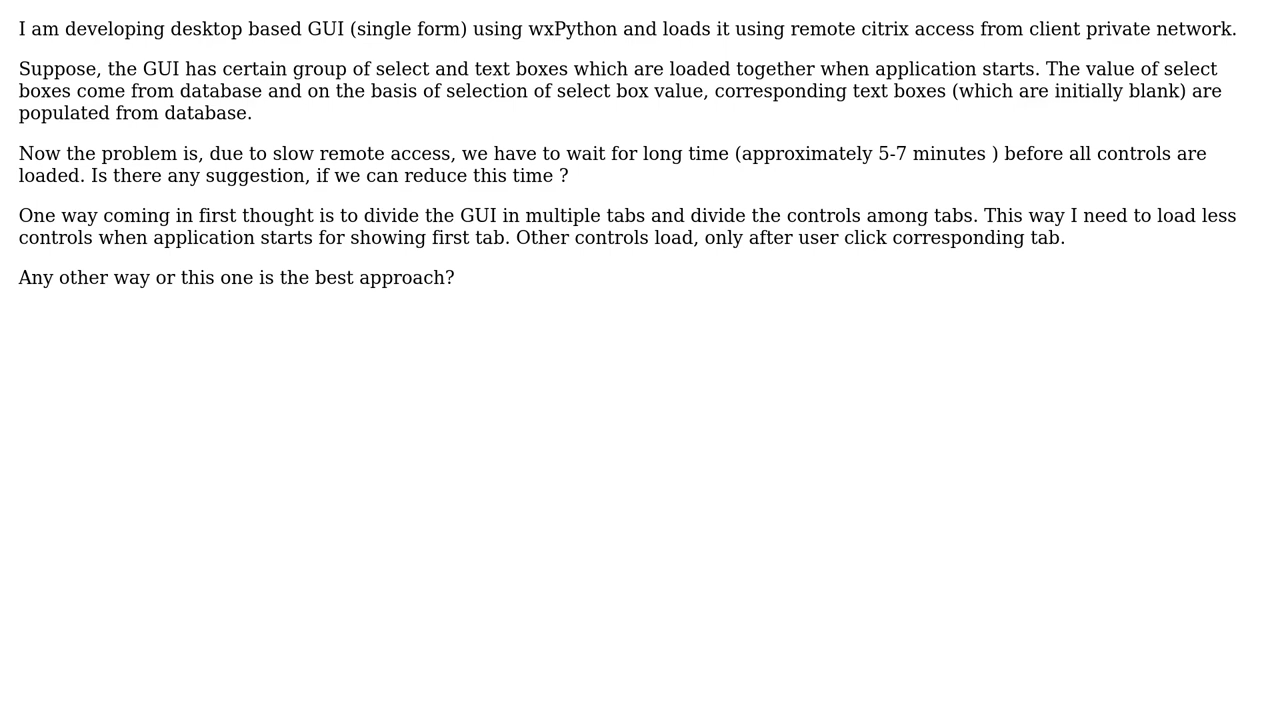 I am developing desktop based GUI (single form) using wxPython and loads it using remote citrix access from client private network.
Suppose, the GUI has certain group of select and text boxes which are loaded together when application starts. The value of select
boxes come from database and on the basis of selection of select box value, corresponding text boxes (which are initially blank) are
populated from database.
Now the problem is, due to slow remote access, we have to wait for long time (approximately 5-7 minutes ) before all controls are
loaded. Is there any suggestion, if we can reduce this time ?
One way coming in first thought is to divide the GUI in multiple tabs and divide the controls among tabs. This way I need to load less
controls when application starts for showing first tab. Other controls load, only after user click corresponding tab.
Any other way or this one is the best approach?